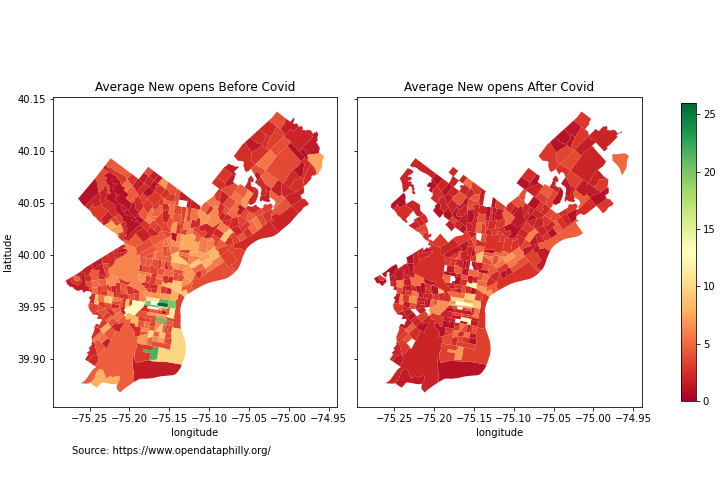 Average New opens Before Covid
Average New opens After Covid
40.15
40.10
40.05
40.00
39.95
39.90
latitude
−75.25 −75.20 −75.15 −75.10 −75.05 −75.00 −74.95
longitude
−75.25 −75.20 −75.15 −75.10 −75.05 −75.00 −74.95
longitude
25
20
15
10
5
0
Source: https://www.opendataphilly.org/